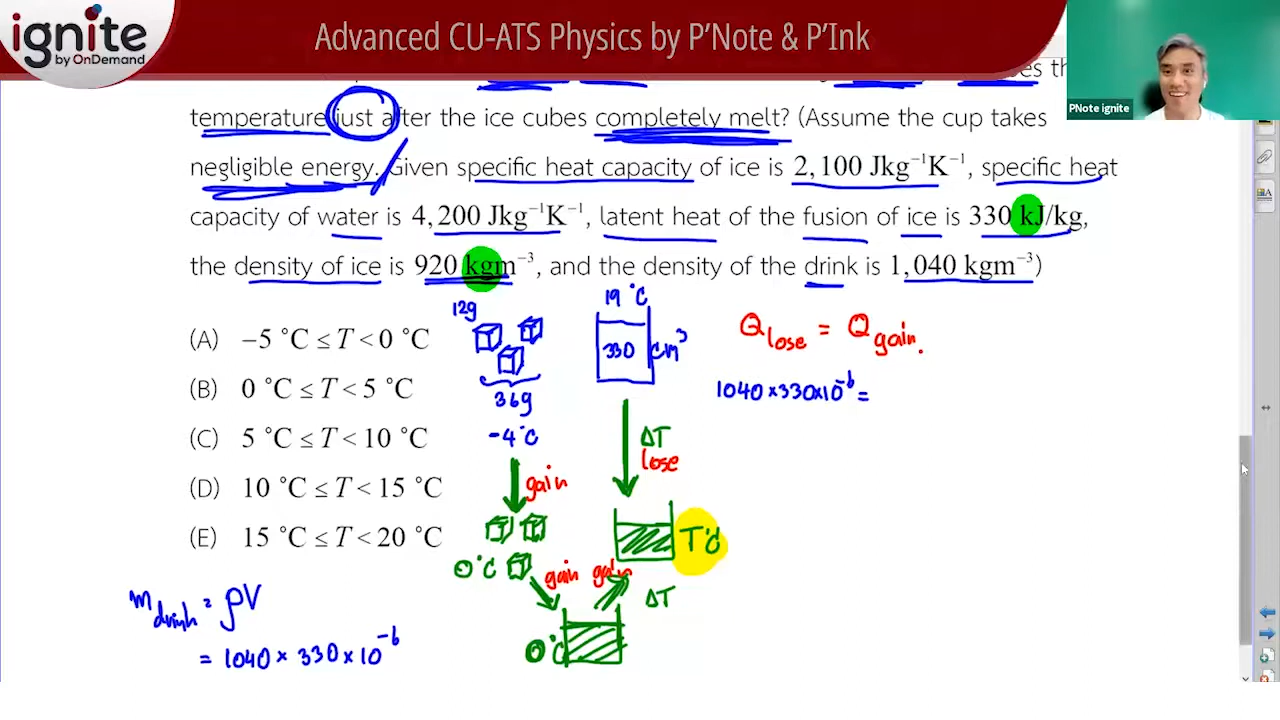 ignite
by OnDemand
Advanced CU-ATS Physics by P'Note & P'Ink
PNote ignite
temperature just after the ice cubes completely melt? (Assume the cup takes
negligible energy. Given specific heat capacity of ice is 2,100 Jkg⁻¹K⁻¹, specific heat
capacity of water is 4,200 Jkg⁻¹K⁻¹, latent heat of the fusion of ice is 330 kJ/kg,
the density of ice is 920 kgm⁻³, and the density of the drink is 1,040 kgm⁻³)
(A) −5 °C ≤ T < 0 °C
(B) 0 °C ≤ T < 5 °C
(C) 5 °C ≤ T < 10 °C
(D) 10 °C ≤ T < 15 °C
(E) 15 °C ≤ T < 20 °C
12g
36g
-4°C
gain
0°C
gain
0°C
19 °C
330 cm³
ΔT
lose
T°C
gain
ΔT
Q lose = Q gain.
1040 × 330 × 10⁻⁶ =
m drink = ρV
= 1040 × 330 × 10⁻⁶